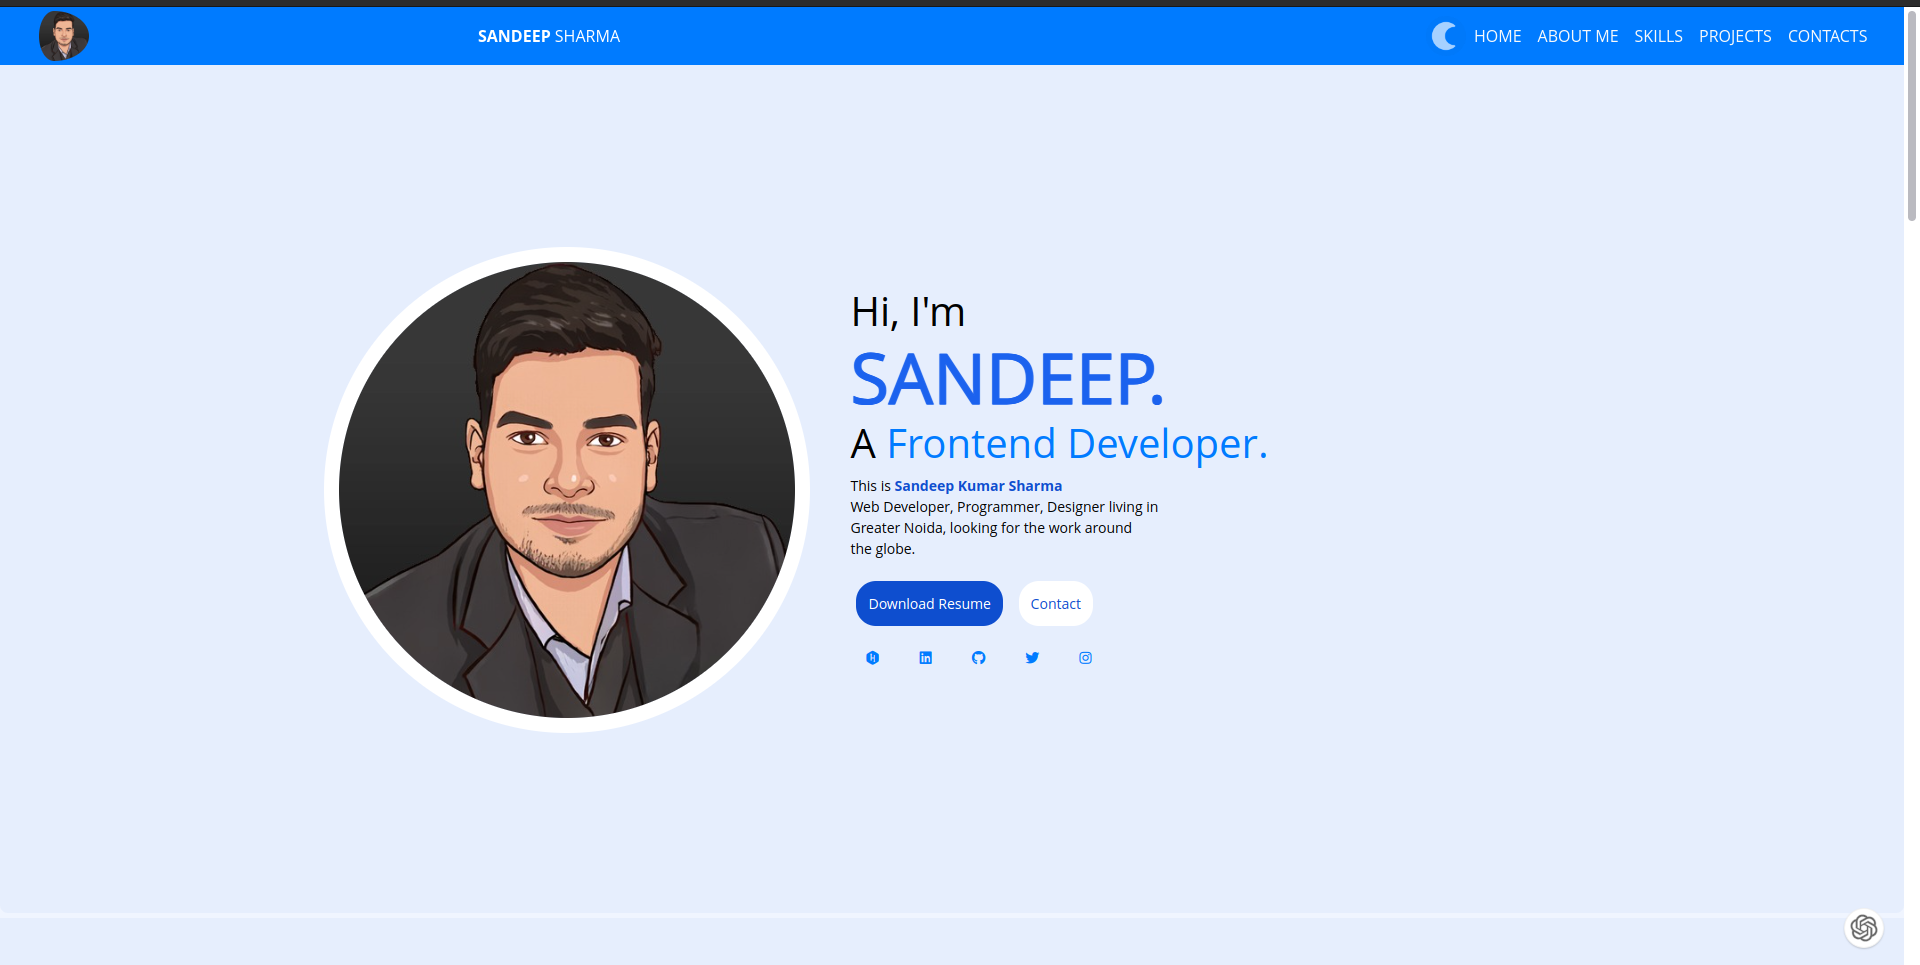 SANDEEP SHARMA
HOME ABOUT ME SKILLS PROJECTS CONTACTS
Hi, I'm
SANDEEP.
A Frontend Developer.
This is Sandeep Kumar Sharma
Web Developer, Programmer, Designer living in
Greater Noida, looking for the work around
the globe.
Download Resume Contact